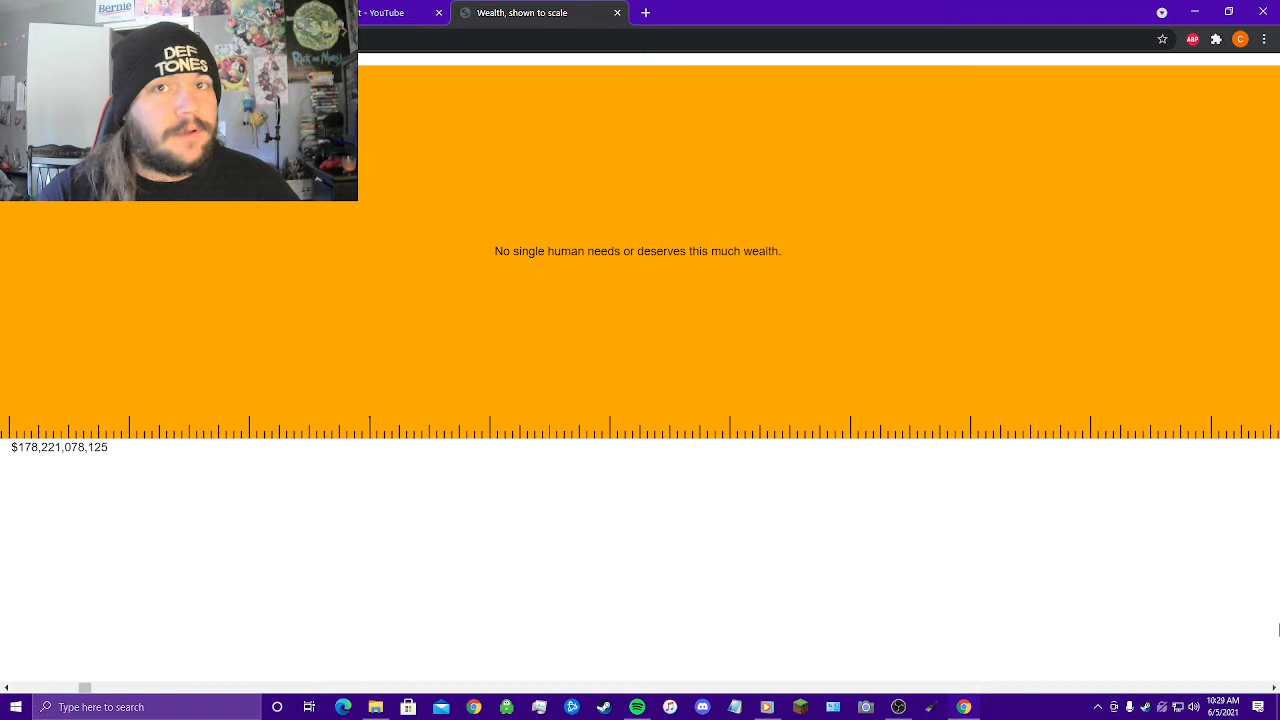 Bernie
t - YouTube
Wealth, shown to scale
ABP
C
DEF
TONES
Rick and Morty
No single human needs or deserves this much wealth.
$178,221,078,125
Type here to search
10:29 AM
6/5/2021